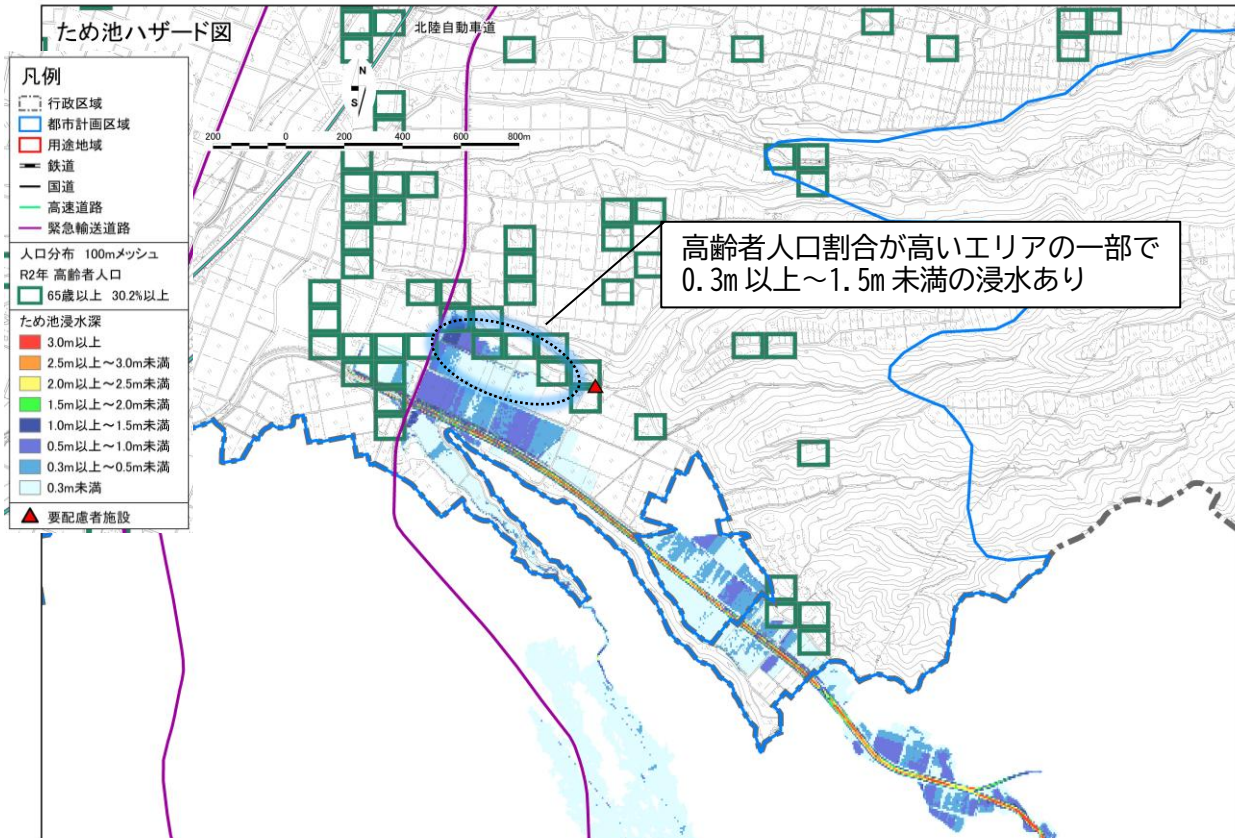 ため池ハザード図
北陸自動車道
凡例
行政区域
都市計画区域
用途地域
鉄道
国道
高速道路
緊急輸送道路
人口分布 100mメッシュ
R2年 高齢者人口
65歳以上 30.2%以上
ため池浸水深
3.0m以上
2.5m以上～3.0m未満
2.0m以上～2.5m未満
1.5m以上～2.0m未満
1.0m以上～1.5m未満
0.5m以上～1.0m未満
0.3m以上～0.5m未満
0.3m未満
要配慮者施設
N
S
200 0 200 400 600 800m
高齢者人口割合が高いエリアの一部で
0.3m 以上～1.5m 未満の浸水あり